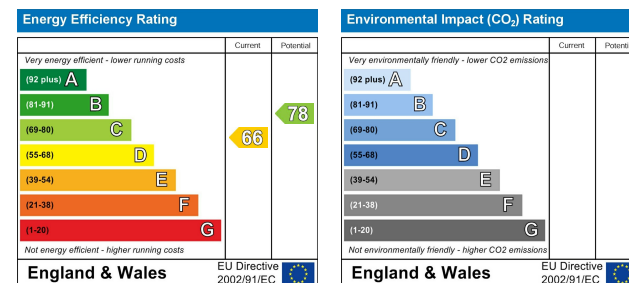 Energy Efficiency Rating
Current Potential
Very energy efficient - lower running costs
(92 plus) A
(81-91) B
(69-80) C
(55-68) D
(39-54) E
(21-38) F
(1-20) G
66
78
Not energy efficient - higher running costs
England & Wales
EU Directive
2002/91/EC
Environmental Impact (CO₂) Rating
Current Potential
Very environmentally friendly - lower CO2 emissions
(92 plus) A
(81-91) B
(69-80) C
(55-68) D
(39-54) E
(21-38) F
(1-20) G
Not environmentally friendly - higher CO2 emissions
England & Wales
EU Directive
2002/91/EC